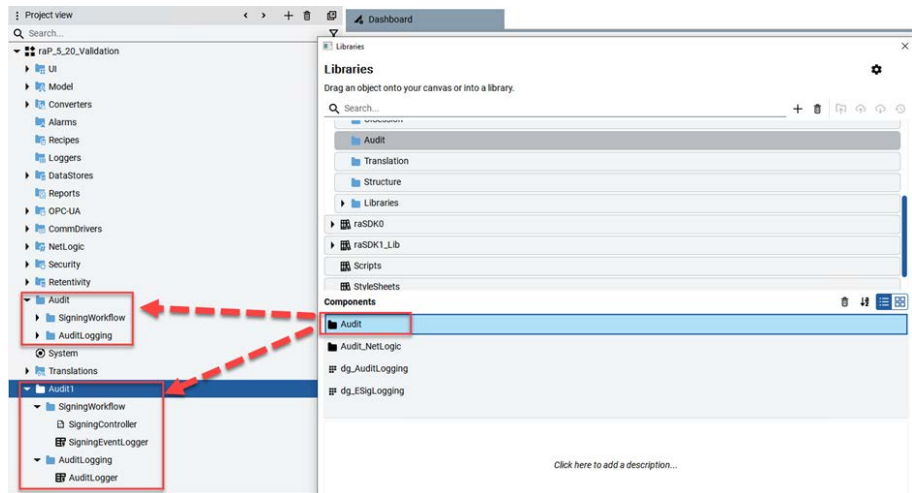 Project view
Search...
raP_5_20_Validation
UI
Model
Converters
Alarms
Recipes
Loggers
DataStores
Reports
OPC-UA
CommDrivers
NetLogic
Security
Retentivity
Audit
SigningWorkflow
AuditLogging
System
Translations
Audit1
SigningWorkflow
SigningController
SigningEventLogger
AuditLogging
AuditLogger
Dashboard
Libraries
Libraries
Drag an object onto your canvas or into a library.
Search...
Audit
Translation
Structure
Libraries
raSDK0
raSDK1_Lib
Scripts
StyleSheets
Components
Audit
Audit_NetLogic
dg_AuditLogging
dg_ESigLogging
Click here to add a description...